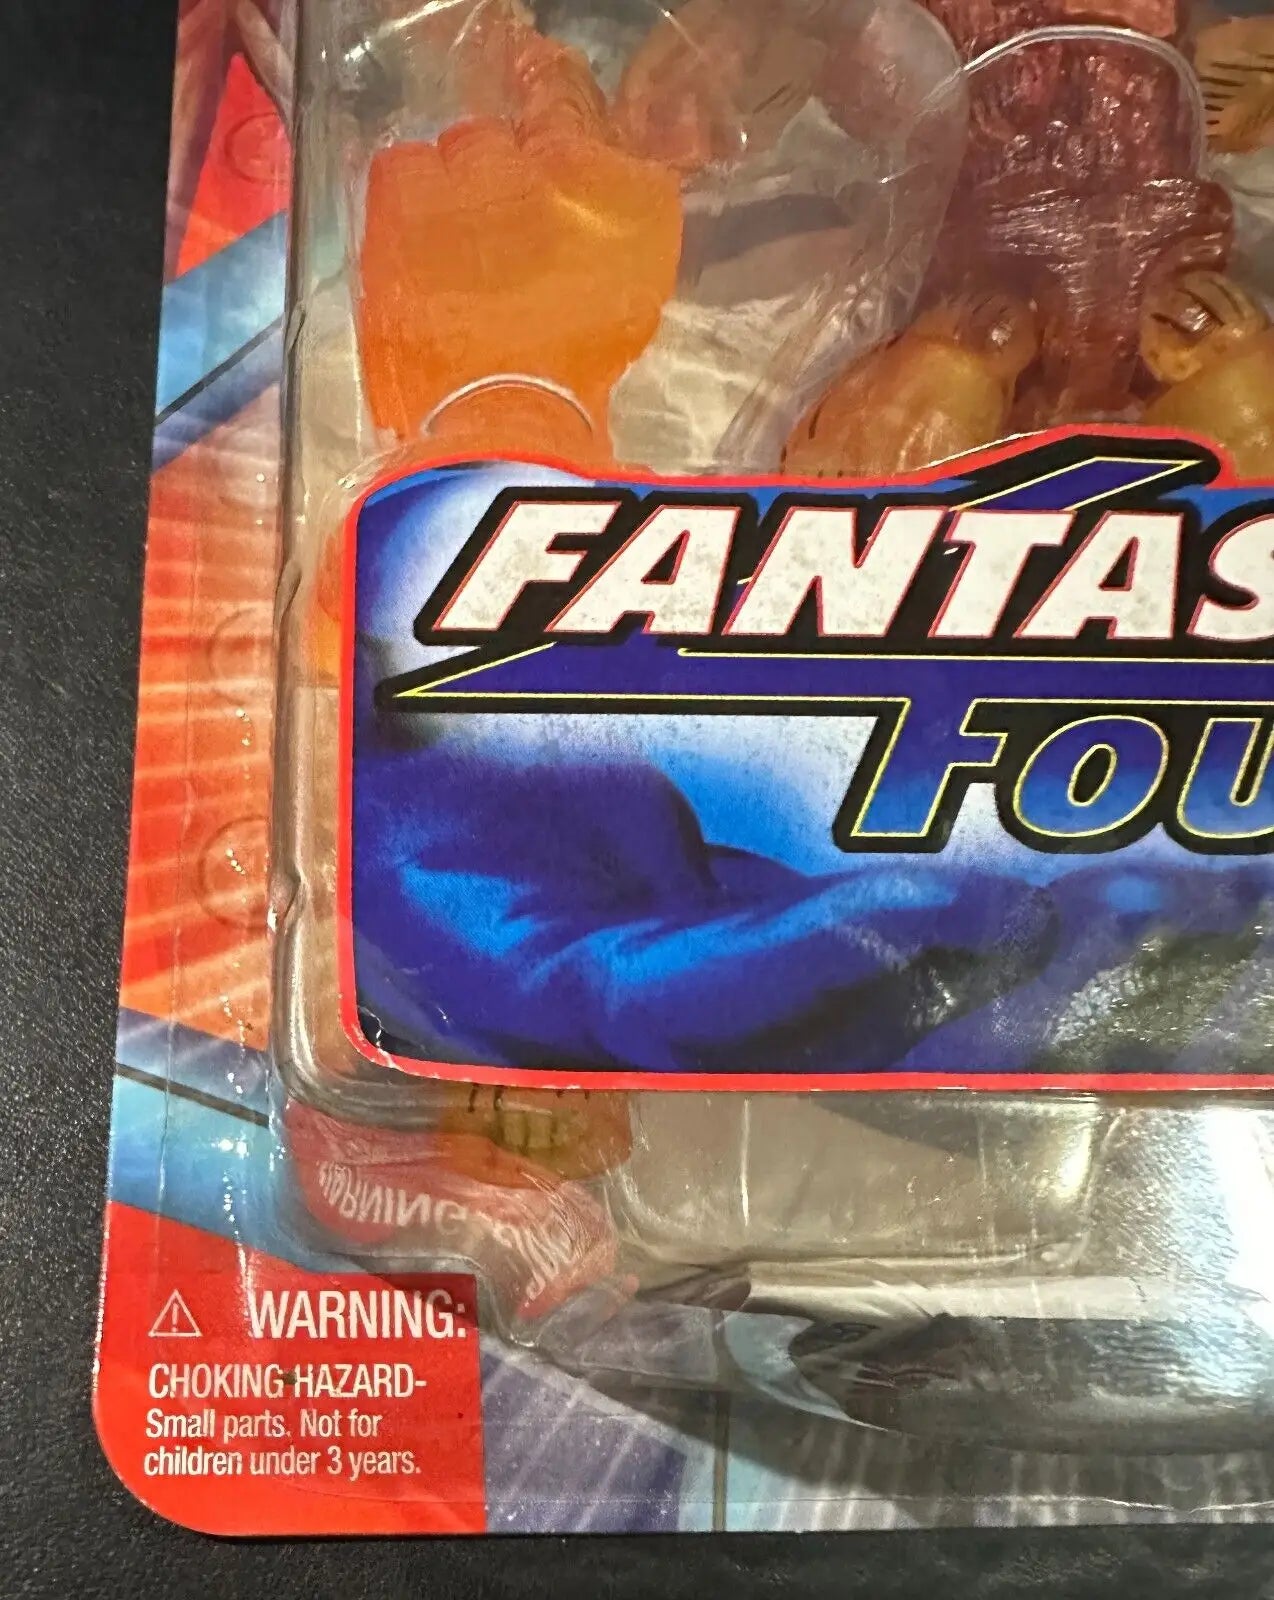 FANTAS
FOU
WARNING:
CHOKING HAZARD-
Small parts. Not for
children under 3 years.